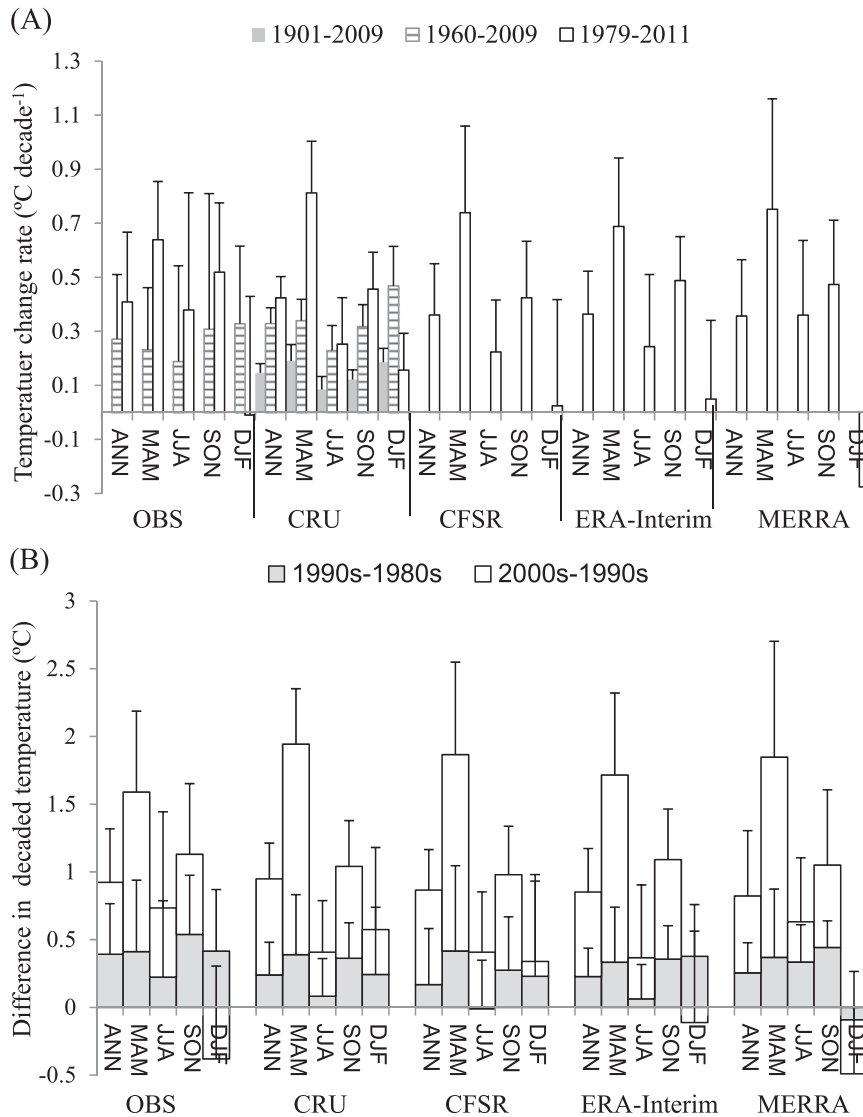 (A)
1901-2009 1960-2009 1979-2011
Temperatuer change rate (ºC decade-1)
1.3
1.1
0.9
0.7
0.5
0.3
0.1
-0.1
-0.3
ANN MAM JJA SON DJF ANN MAM JJA SON DJF ANN MAM JJA SON DJF ANN MAM JJA SON DJF ANN MAM JJA SON DJF
OBS CRU CFSR ERA-Interim MERRA
(B)
1990s-1980s 2000s-1990s
Difference in decaded temperature (ºC)
3
2.5
2
1.5
1
0.5
0
-0.5
ANN MAM JJA SON DJF ANN MAM JJA SON DJF ANN MAM JJA SON DJF ANN MAM JJA SON DJF ANN MAM JJA SON DJF
OBS CRU CFSR ERA-Interim MERRA